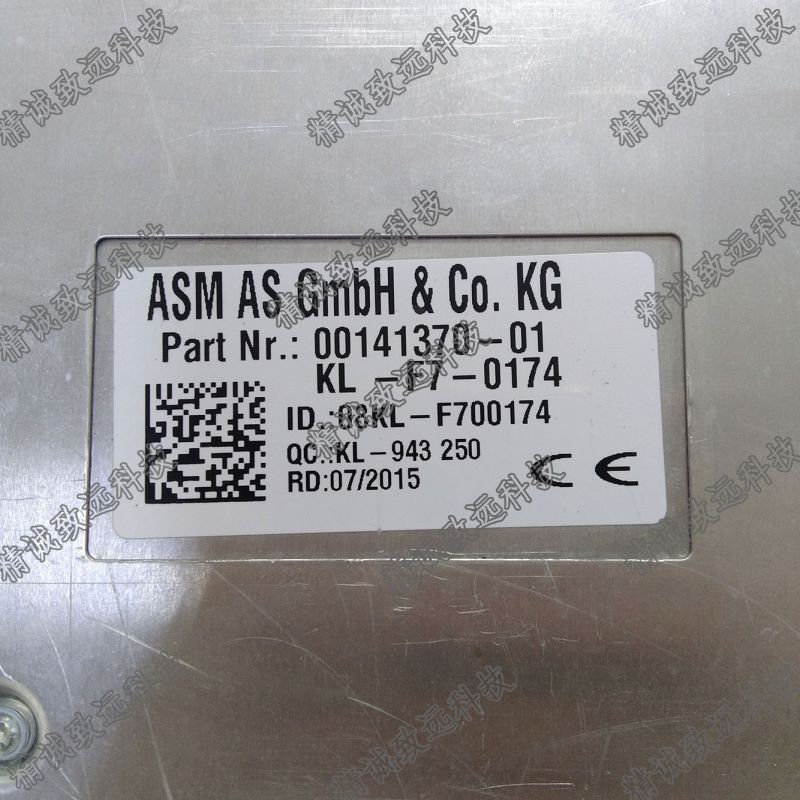 ASM AS GmbH & Co. KG
Part Nr.: 00141370-01
KL -F7-0174
ID.:88KL-F700174
QC.:KL-943 250
RD:07/2015
CE
精诚致远科技